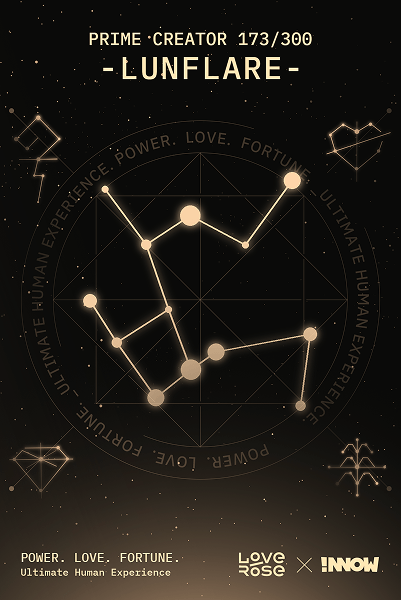 PRIME·CREATOR 173/300
-LUNFLARE-
POWER. LOVE. FORTUNE - ULTIMATE HUMAN EXPERIENCE. POWER. LOVE. FORTUNE - ULTIMATE HUMAN EXPERIENCE
POWER. LOVE. FORTUNE.
Ultimate Human Experience
LOVE
ROSE
× !NNOW